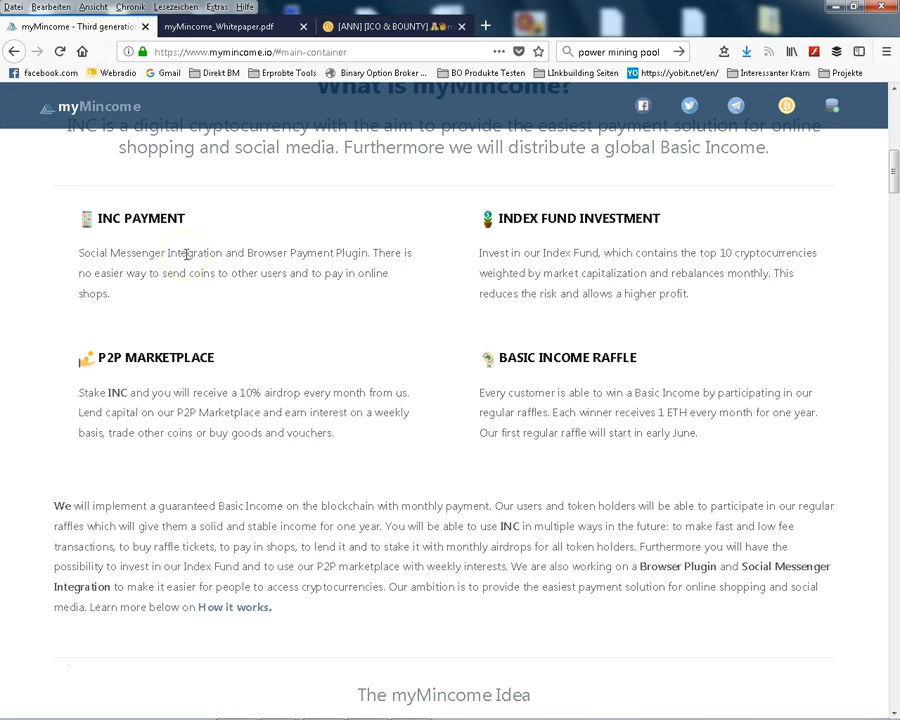 Datei Bearbeiten Ansicht Chronik Lesezeichen Extras Hilfe
myMincome - Third generation
myMincome_Whitepaper.pdf
[ANN] [ICO & BOUNTY]
https://www.mymincome.io/#main-container
power mining pool
facebook.com Webradio Gmail Direkt BM Erprobte Tools Binary Option Broker ... BO Produkte Testen LInkbuilding Seiten https://yobit.net/en/ Interessanter Kram Projekte
What is myMincome?
myMincome
INC is a digital cryptocurrency with the aim to provide the easiest payment solution for online
shopping and social media. Furthermore we will distribute a global Basic Income.
INC PAYMENT
Social Messenger Integration and Browser Payment Plugin. There is
no easier way to send coins to other users and to pay in online
shops.
INDEX FUND INVESTMENT
Invest in our Index Fund, which contains the top 10 cryptocurrencies
weighted by market capitalization and rebalances monthly. This
reduces the risk and allows a higher profit.
P2P MARKETPLACE
Stake INC and you will receive a 10% airdrop every month from us.
Lend capital on our P2P Marketplace and earn interest on a weekly
basis, trade other coins or buy goods and vouchers.
BASIC INCOME RAFFLE
Every customer is able to win a Basic Income by participating in our
regular raffles. Each winner receives 1 ETH every month for one year.
Our first regular raffle will start in early June.
We will implement a guaranteed Basic Income on the blockchain with monthly payment. Our users and token holders will be able to participate in our regular
raffles which will give them a solid and stable income for one year. You will be able to use INC in multiple ways in the future: to make fast and low fee
transactions, to buy raffle tickets, to pay in shops, to lend it and to stake it with monthly airdrops for all token holders. Furthermore you will have the
possibility to invest in our Index Fund and to use our P2P marketplace with weekly interests. We are also working on a Browser Plugin and Social Messenger
Integration to make it easier for people to access cryptocurrencies. Our ambition is to provide the easiest payment solution for online shopping and social
media. Learn more below on How it works.
The myMincome Idea